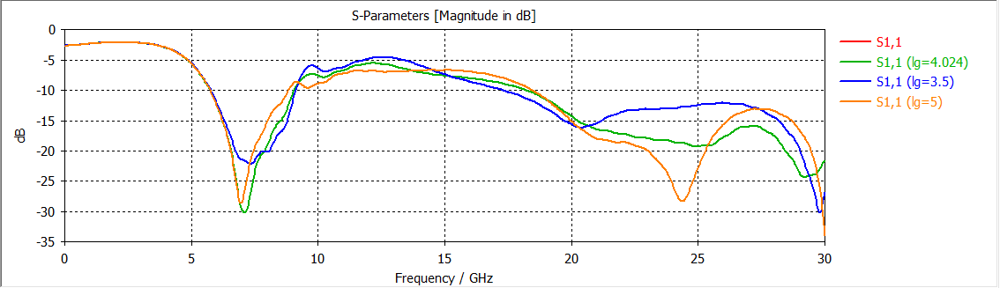 S-Parameters [Magnitude in dB]
0
-5
-10
-15
-20
-25
-30
-35
dB
0 5 10 15 20 25 30
Frequency / GHz
S1,1
S1,1 (lg=4.024)
S1,1 (lg=3.5)
S1,1 (lg=5)